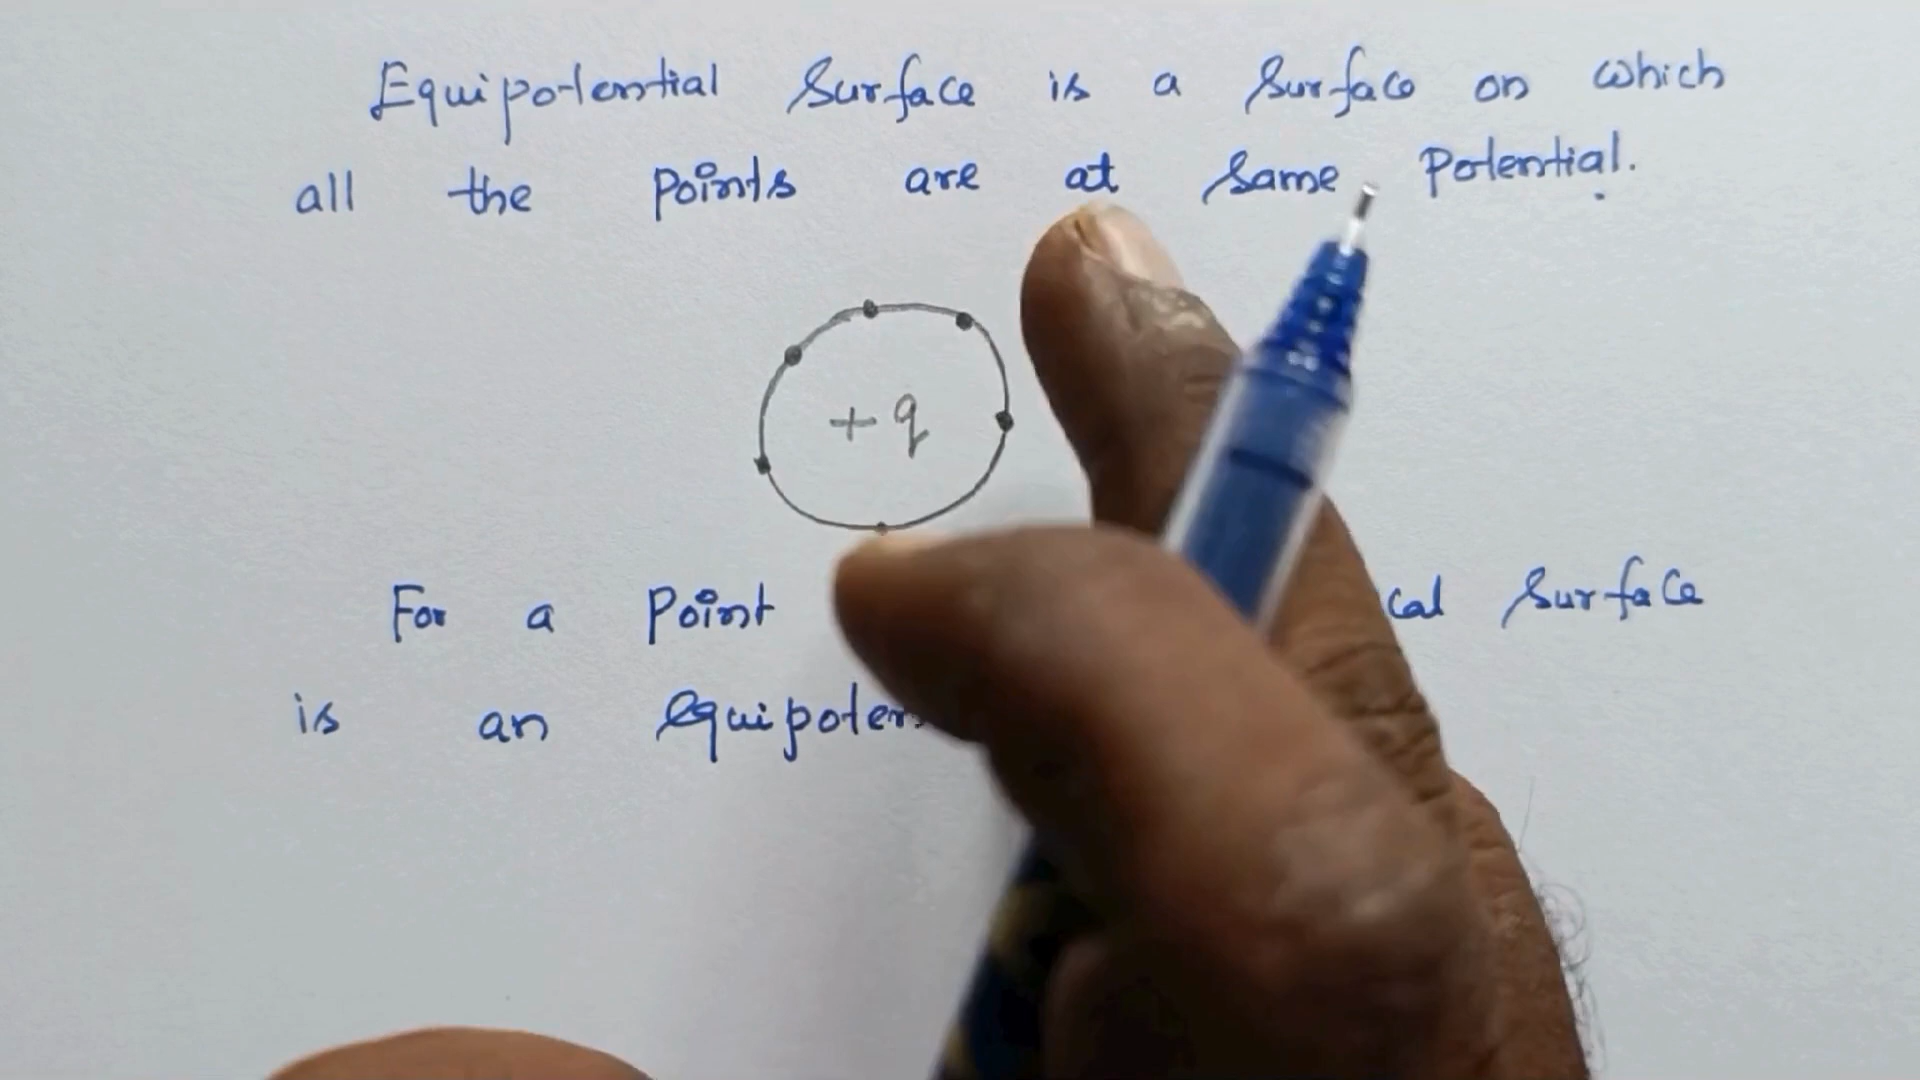 Equipotential Surface is a Surface on which
all the points are at same Potential.
+q
For a Point cal Surface
is an equipoten